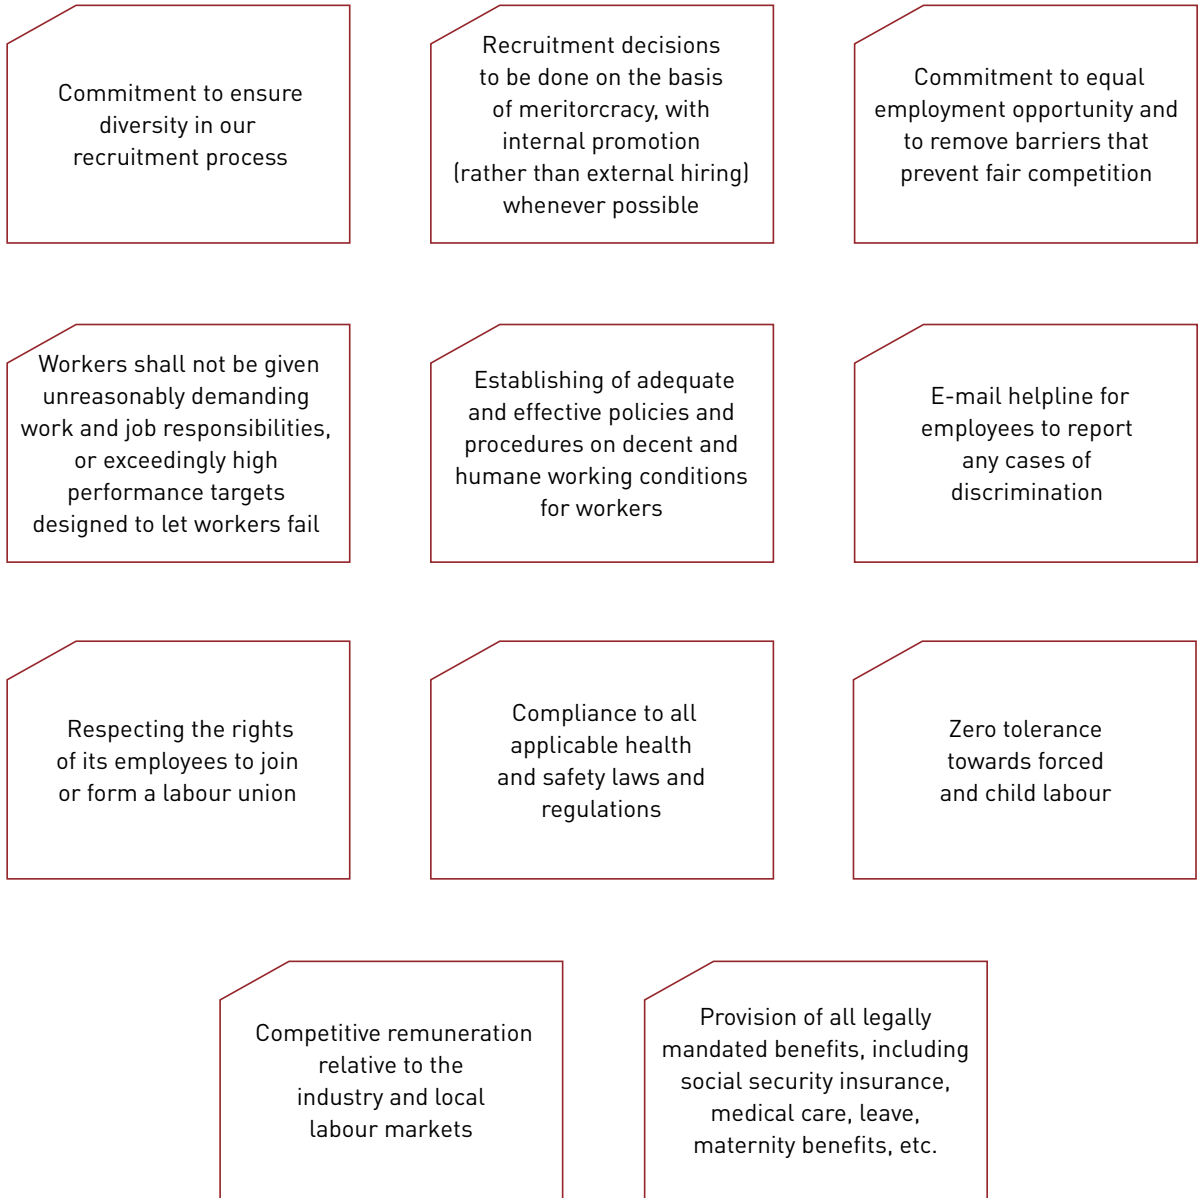 Commitment to ensure
diversity in our
recruitment process
Recruitment decisions
to be done on the basis
of meritorcracy, with
internal promotion
(rather than external hiring)
whenever possible
Commitment to equal
employment opportunity and
to remove barriers that
prevent fair competition
Workers shall not be given
unreasonably demanding
work and job responsibilities,
or exceedingly high
performance targets
designed to let workers fail
Establishing of adequate
and effective policies and
procedures on decent and
humane working conditions
for workers
E-mail helpline for
employees to report
any cases of
discrimination
Respecting the rights
of its employees to join
or form a labour union
Compliance to all
applicable health
and safety laws and
regulations
Zero tolerance
towards forced
and child labour
Competitive remuneration
relative to the
industry and local
labour markets
Provision of all legally
mandated benefits, including
social security insurance,
medical care, leave,
maternity benefits, etc.